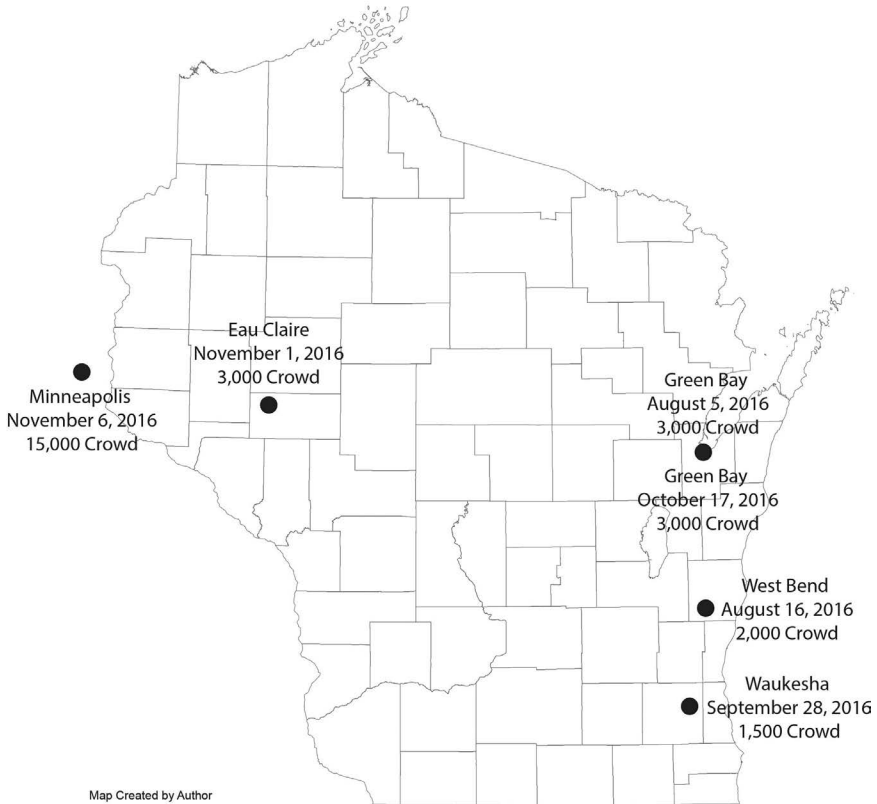 Eau Claire
November 1, 2016
3,000 Crowd
Minneapolis
November 6, 2016
15,000 Crowd
Green Bay
August 5, 2016
3,000 Crowd
Green Bay
October 17, 2016
3,000 Crowd
West Bend
August 16, 2016
2,000 Crowd
Waukesha
September 28, 2016
1,500 Crowd
Map Created by Author